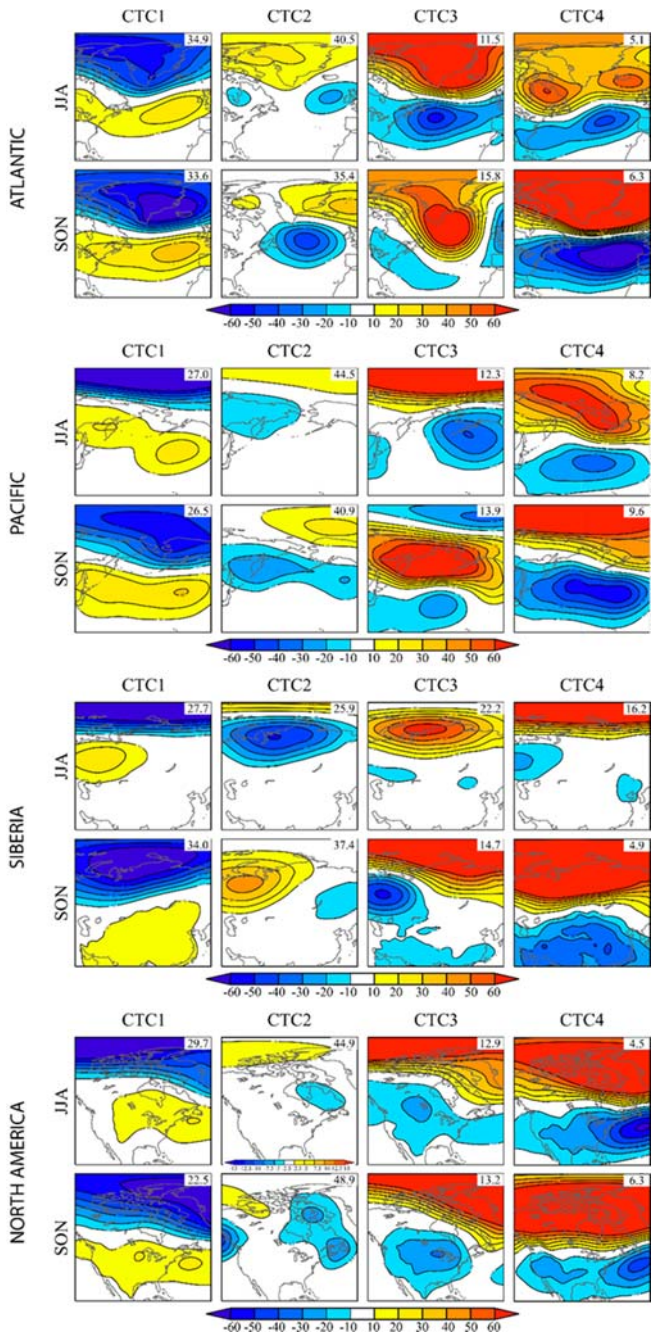 CTC1 CTC2 CTC3 CTC4
ATLANTIC
JJA
34.9 40.5 11.5 5.1
SON
33.6 35.4 15.8 6.3
-60 -50 -40 -30 -20 -10 10 20 30 40 50 60
CTC1 CTC2 CTC3 CTC4
PACIFIC
JJA
27.0 44.5 12.3 8.2
SON
26.5 40.9 13.9 9.6
-60 -50 -40 -30 -20 -10 10 20 30 40 50 60
CTC1 CTC2 CTC3 CTC4
SIBERIA
JJA
27.7 25.9 22.2 16.2
SON
34.0 37.4 14.7 4.9
-60 -50 -40 -30 -20 -10 10 20 30 40 50 60
CTC1 CTC2 CTC3 CTC4
NORTH AMERICA
JJA
29.7 44.9 12.9 4.5
SON
22.5 48.9 13.2 6.3
-60 -50 -40 -30 -20 -10 10 20 30 40 50 60